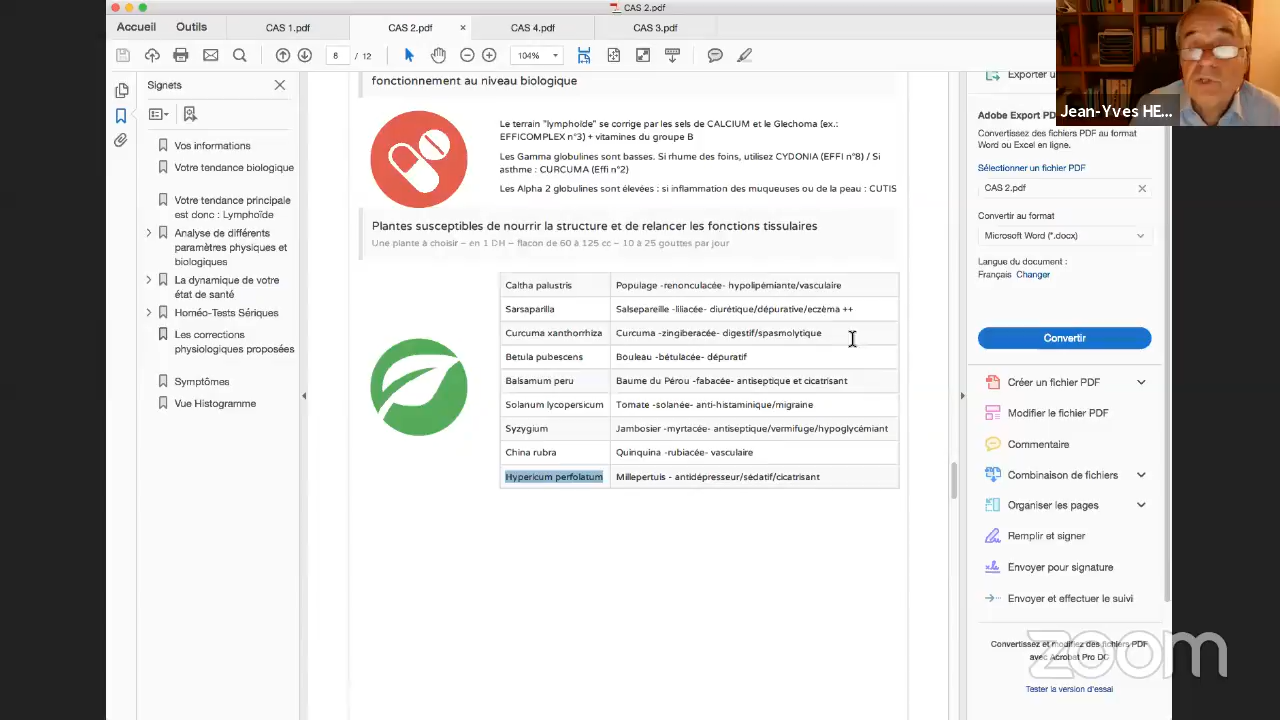 CAS 2.pdf
Accueil
Outils
CAS 1.pdf
CAS 2.pdf
×
CAS 4.pdf
CAS 3.pdf
6 / 12
104%
Signets
Vos informations
Votre tendance biologique
Votre tendance principale
est donc : Lymphoïde
Analyse de différents
paramètres physiques et
biologiques
La dynamique de votre
état de santé
Homéo-Tests Sériques
Les corrections
physiologiques proposées
Symptômes
Vue Histogramme
fonctionnement au niveau biologique
Le terrain "lymphoïde" se corrige par les sels de CALCIUM et le Glechoma (ex.:
EFFICOMPLEX n°3) + vitamines du groupe B
Les Gamma globulines sont basses. Si rhume des foins, utilisez CYDONIA (EFFI n°8) / Si
asthme : CURCUMA (Effi n°2)
Les Alpha 2 globulines sont élevées : si inflammation des muqueuses ou de la peau : CUTIS
Plantes susceptibles de nourrir la structure et de relancer les fonctions tissulaires
Une plante à choisir – en 1 DH – flacon de 60 à 125 cc – 10 à 25 gouttes par jour
Caltha palustris Populage -renonculacée- hypolipémiante/vasculaire
Sarsaparilla Salsepareille -liliacée- diurétique/dépurative/eczéma ++
Curcuma xanthorrhiza Curcuma -zingiberacée- digestif/spasmolytique
Betula pubescens Bouleau -bétulacée- dépuratif
Balsamum peru Baume du Pérou -fabacée- antiseptique et cicatrisant
Solanum lycopersicum Tomate -solanée- anti-histaminique/migraine
Syzygium Jambosier -myrtacée- antiseptique/vermifuge/hypoglycémiant
China rubra Quinquina -rubiacée- vasculaire
Hypericum perfolatum Millepertuis - antidépresseur/sédatif/cicatrisant
Jean-Yves HE...
Exporter u
Adobe Export PD
Convertissez des fichiers PDF au format
Word ou Excel en ligne.
Sélectionner un fichier PDF
CAS 2.pdf
Convertir au format
Microsoft Word (*.docx)
Langue du document :
Français Changer
Convertir
Créer un fichier PDF
Modifier le fichier PDF
Commentaire
Combinaison de fichiers
Organiser les pages
Remplir et signer
Envoyer pour signature
Envoyer et effectuer le suivi
Convertissez et modifiez des fichiers PDF
avec Acrobat Pro DC
Tester la version d'essai
zoom